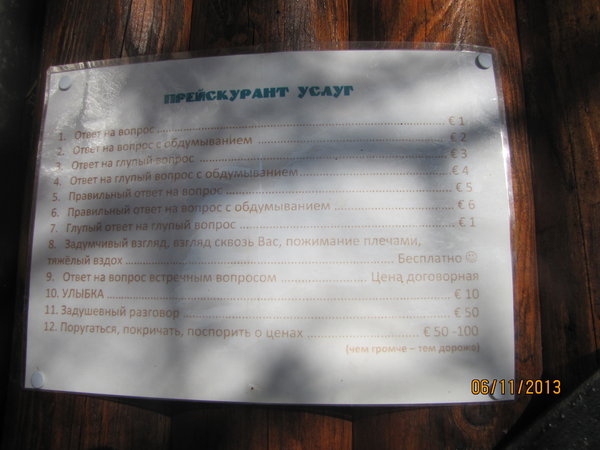 ПРЕЙСКУРАНТ УСЛУГ
1. Ответ на вопрос ........ € 1
2. Ответ на вопрос с обдумыванием ........ € 2
3. Ответ на глупый вопрос ........ € 3
4. Ответ на глупый вопрос с обдумыванием ........ € 4
5. Правильный ответ на вопрос ........ € 5
6. Правильный ответ на вопрос с обдумыванием ........ € 6
7. Глупый ответ на глупый вопрос ........ € 1
8. Задумчивый взгляд, взгляд сквозь Вас, пожимание плечами,
тяжёлый вздох ........ Бесплатно ☺
9. Ответ на вопрос встречным вопросом ........ Цена договорная
10. УЛЫБКА ........ € 10
11. Задушевный разговор ........ € 50
12. Поругаться, покричать, поспорить о ценах ........ € 50 -100
(чем громче – тем дороже)
06/11/2013